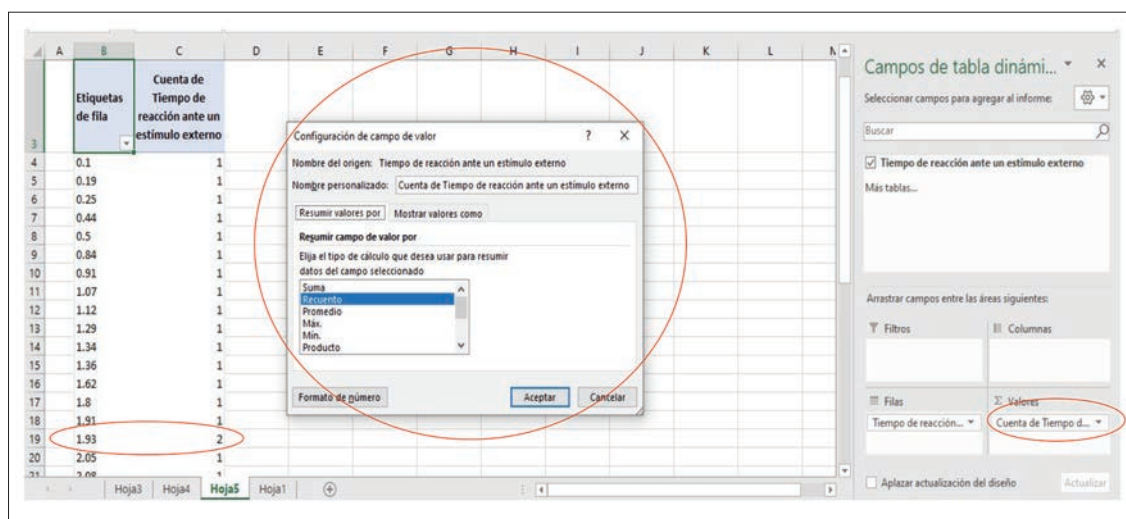 A B C D E F G H I J K L
3 Etiquetas de fila
Cuenta de Tiempo de reacción ante un estímulo externo
4 0.1 1
5 0.19 1
6 0.25 1
7 0.44 1
8 0.5 1
9 0.84 1
10 0.91 1
11 1.07 1
12 1.12 1
13 1.29 1
14 1.34 1
15 1.36 1
16 1.62 1
17 1.8 1
18 1.91 1
19 1.93 2
20 2.05 1
21 2.08 1
Hoja3 Hoja4 Hoja5 Hoja1
Configuración de campo de valor ? X
Nombre del origen: Tiempo de reacción ante un estímulo externo
Nombre personalizado: Cuenta de Tiempo de reacción ante un estímulo externo
Resumir valores por Mostrar valores como
Resumir campo de valor por
Elija el tipo de cálculo que desea usar para resumir
datos del campo seleccionado
Suma
Recuento
Promedio
Máx.
Mín.
Producto
Formato de número Aceptar Cancelar
Campos de tabla dinámi...
Seleccionar campos para agregar al informe:
Buscar
Tiempo de reacción ante un estímulo externo
Más tablas...
Arrastrar campos entre las áreas siguientes:
Filtros Columnas
Filas Σ Valores
Tiempo de reacción... Cuenta de Tiempo d...
Aplazar actualización del diseño Actualizar